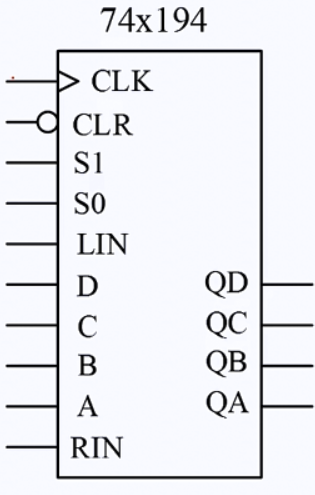 74x194
CLK
CLR
S1
S0
LIN
D QD
C QC
B QB
A QA
RIN